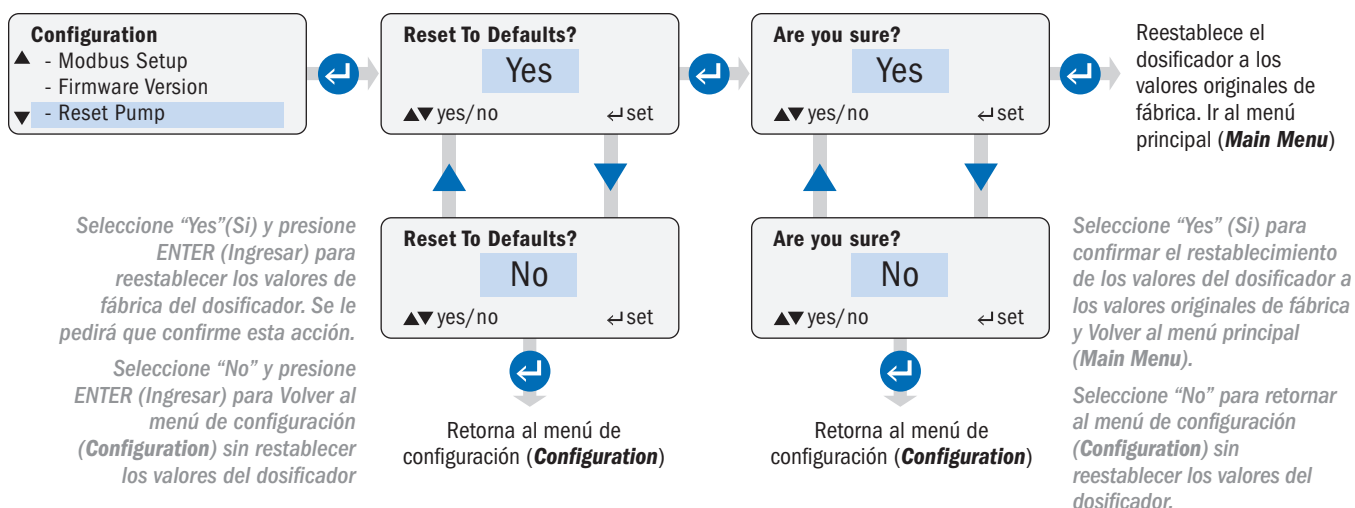 Configuration
▲ - Modbus Setup
- Firmware Version
▼ - Reset Pump
Reset To Defaults?
Yes
▲▼ yes/no ↵ set
Are you sure?
Yes
▲▼ yes/no ↵ set
Reestablece el
dosificador a los
valores originales de
fábrica. Ir al menú
principal (Main Menu)
Seleccione “Yes”(Si) y presione
ENTER (Ingresar) para
reestablecer los valores de
fábrica del dosificador. Se le
pedirá que confirme esta acción.
Seleccione “No” y presione
ENTER (Ingresar) para Volver al
menú de configuración
(Configuration) sin restablecer
los valores del dosificador
Reset To Defaults?
No
▲▼ yes/no ↵ set
Retorna al menú de
configuración (Configuration)
Are you sure?
No
▲▼ yes/no ↵ set
Retorna al menú de
configuración (Configuration)
Seleccione “Yes” (Si) para
confirmar el restablecimiento
de los valores del dosificador a
los valores originales de fábrica
y Volver al menú principal
(Main Menu).
Seleccione “No” para retornar
al menú de configuración
(Configuration) sin
reestablecer los valores del
dosificador.